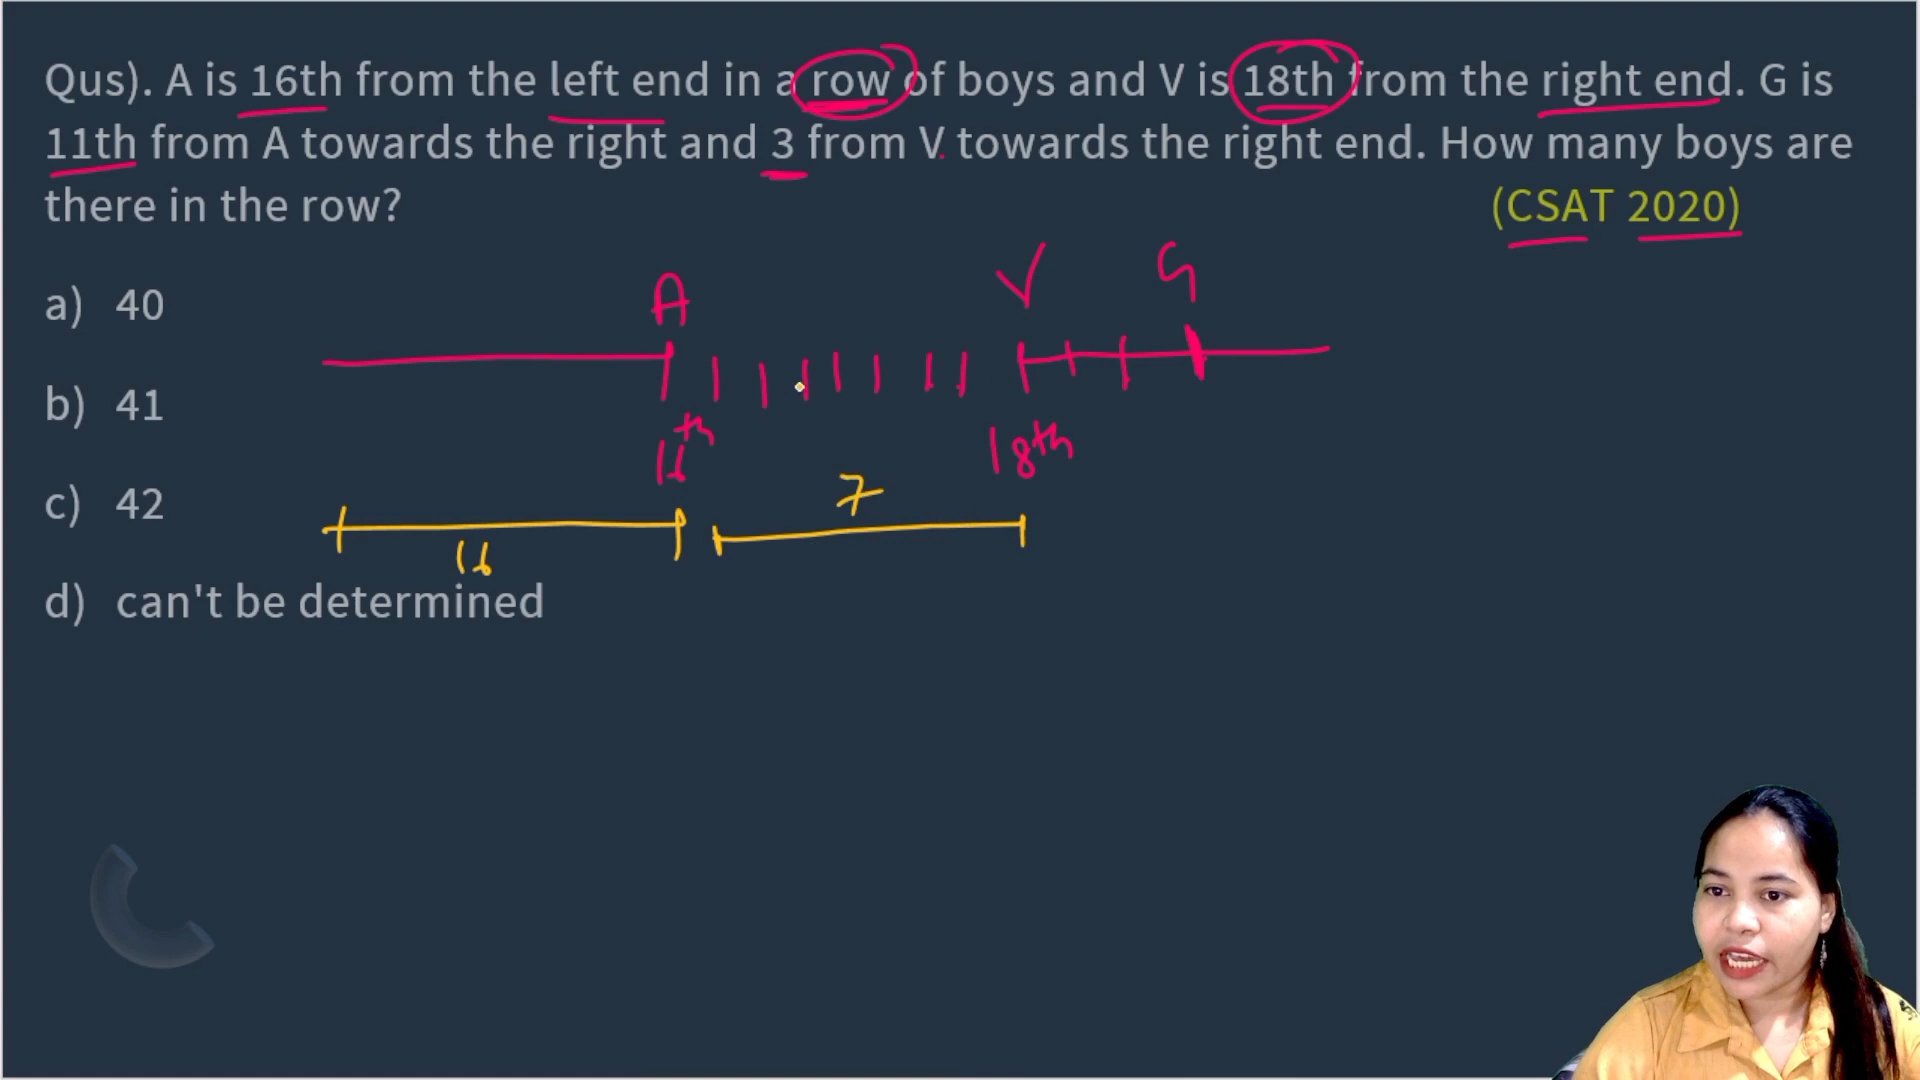 Qus). A is 16th from the left end in a row of boys and V is 18th from the right end. G is
11th from A towards the right and 3 from V towards the right end. How many boys are
there in the row?
(CSAT 2020)
A V G
a) 40
b) 41
16th 18th
c) 42
7
16
d) can't be determined